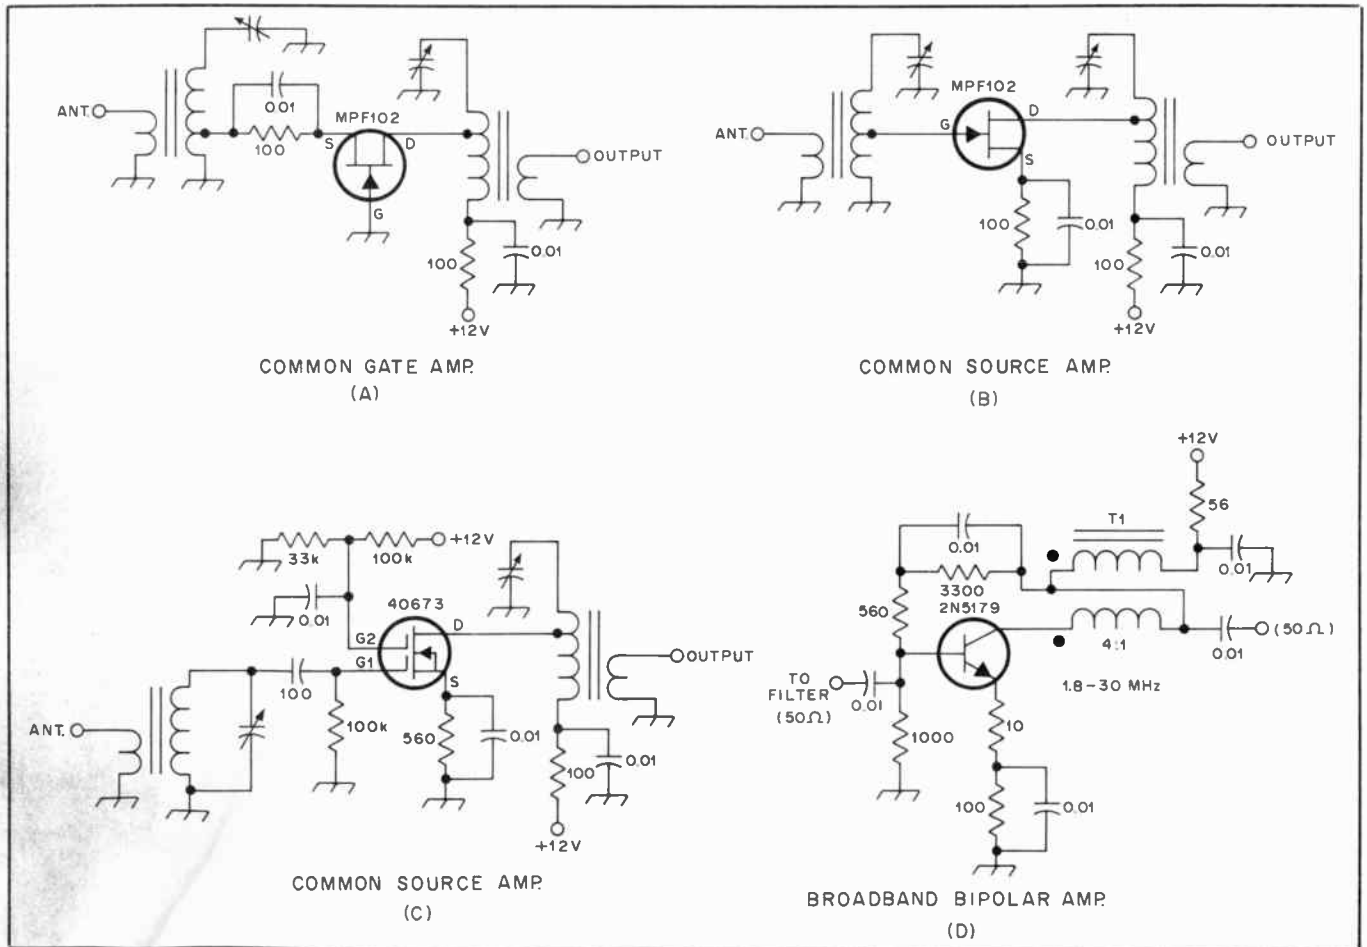 ANT.
0.01
100
MPF102
S
D
G
OUTPUT
100
0.01
+12V
COMMON GATE AMP.
(A)
ANT.
MPF102
G
D
S
100
0.01
OUTPUT
100
0.01
+12V
COMMON SOURCE AMP.
(B)
33k
100k
+12V
0.01
40673
G2
G1
D
S
100
ANT.
100k
560
0.01
OUTPUT
100
0.01
+12V
COMMON SOURCE AMP.
(C)
+12V
56
T1
0.01
0.01
3300
560
2N5179
4:1
0.01
(50Ω)
TO
FILTER
(50Ω)
0.01
1.8-30 MHz
1000
10
100
0.01
BROADBAND BIPOLAR AMP.
(D)